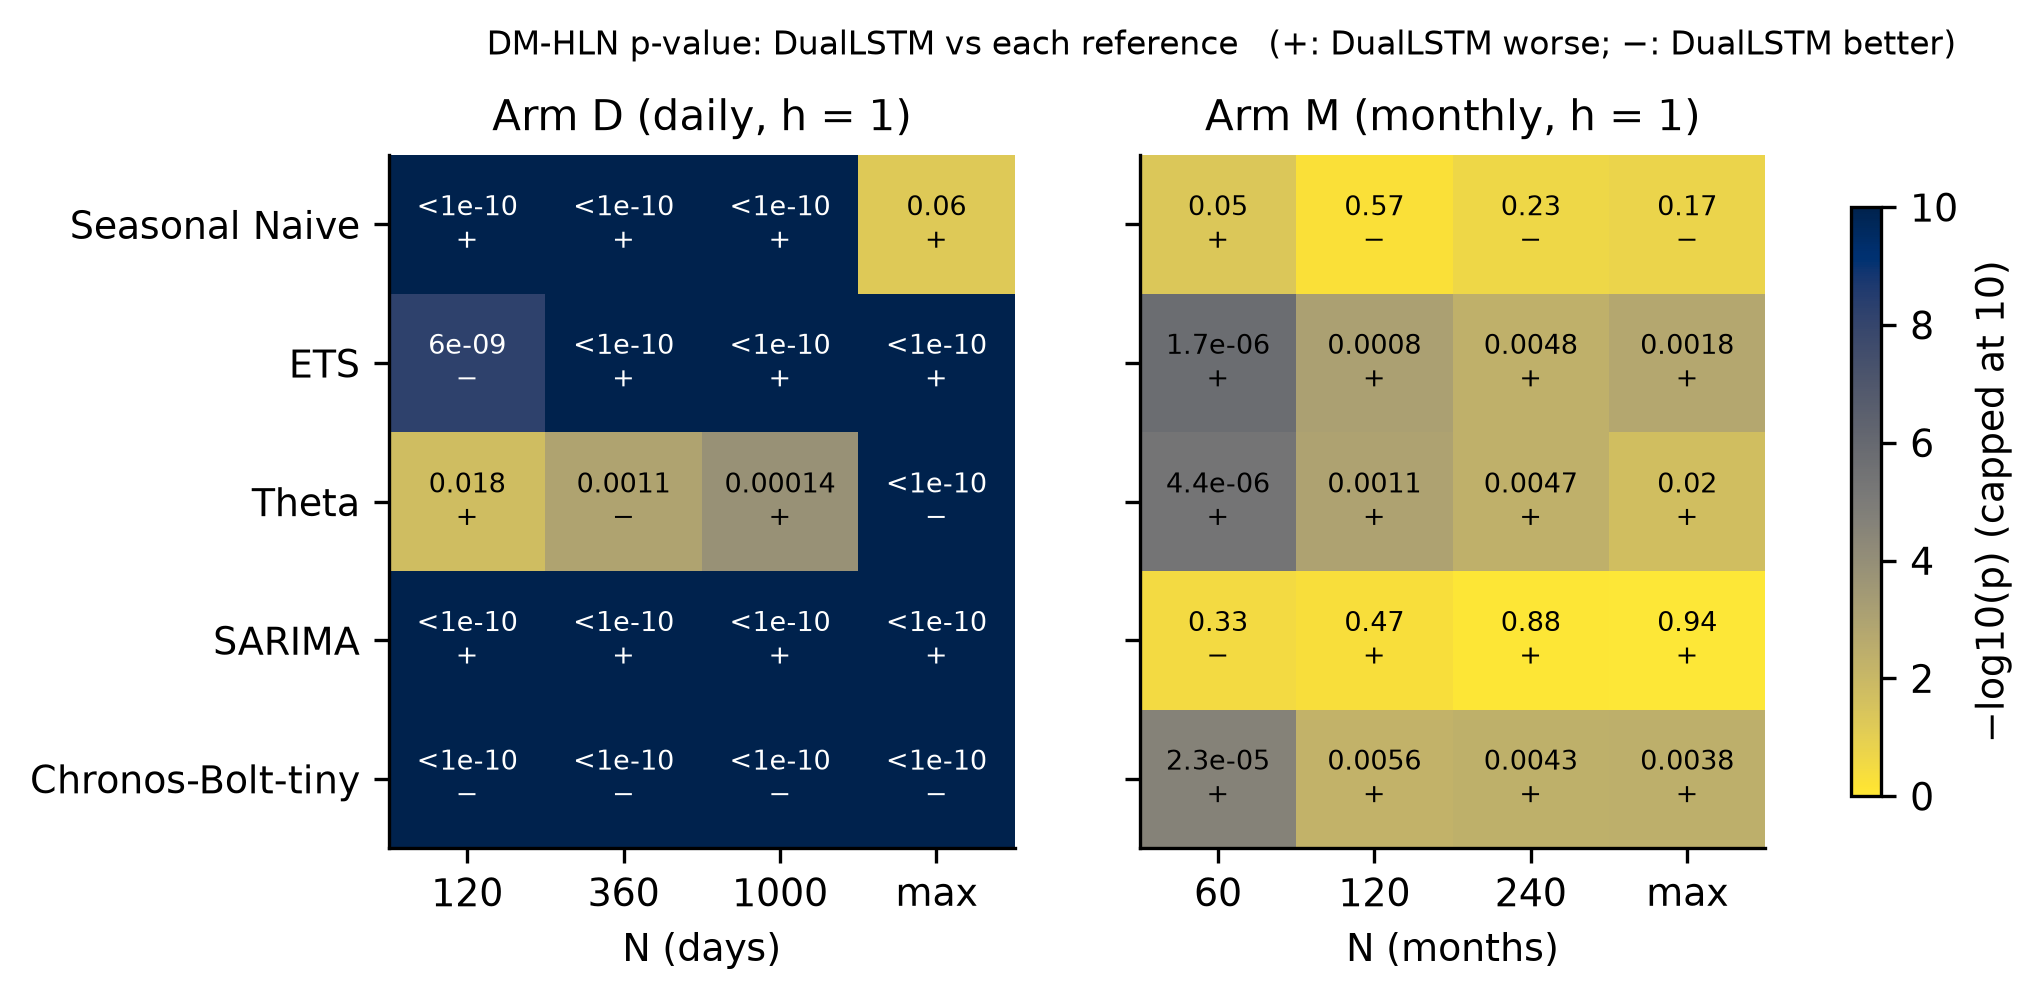 DM-HLN p-value: DualLSTM vs each reference (+: DualLSTM worse; −: DualLSTM better)
Arm D (daily, h = 1)
Arm M (monthly, h = 1)
Seasonal Naive
<1e-10 <1e-10 <1e-10 0.06
+ + + +
0.05 0.57 0.23 0.17
+ − − −
ETS
6e-09 <1e-10 <1e-10 <1e-10
− + + +
1.7e-06 0.0008 0.0048 0.0018
+ + + +
Theta
0.018 0.0011 0.00014 <1e-10
+ − + −
4.4e-06 0.0011 0.0047 0.02
+ + + +
SARIMA
<1e-10 <1e-10 <1e-10 <1e-10
+ + + +
0.33 0.47 0.88 0.94
− + + +
Chronos-Bolt-tiny
<1e-10 <1e-10 <1e-10 <1e-10
− − − −
2.3e-05 0.0056 0.0043 0.0038
+ + + +
120 360 1000 max
N (days)
60 120 240 max
N (months)
10
8
6
4
2
0
−log10(p) (capped at 10)